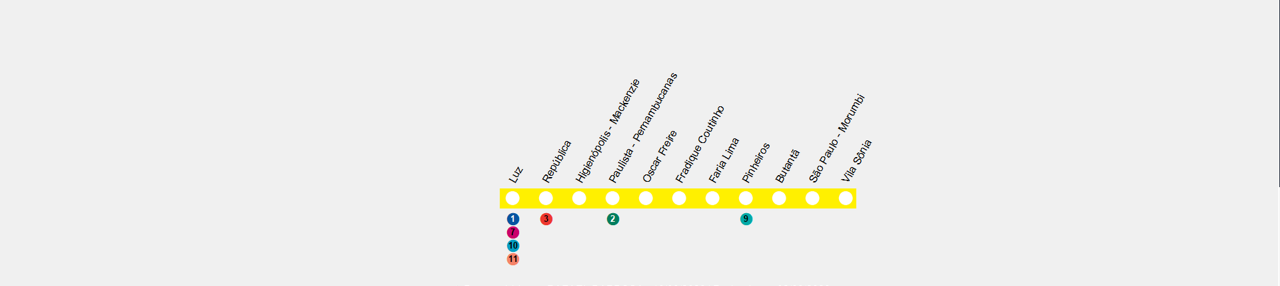 Luz
República
Higienópolis - Mackenzie
Paulista - Pernambucanas
Oscar Freire
Fradique Coutinho
Faria Lima
Pinheiros
Butantã
São Paulo - Morumbi
Vila Sônia
1
3
2
9
7
10
11